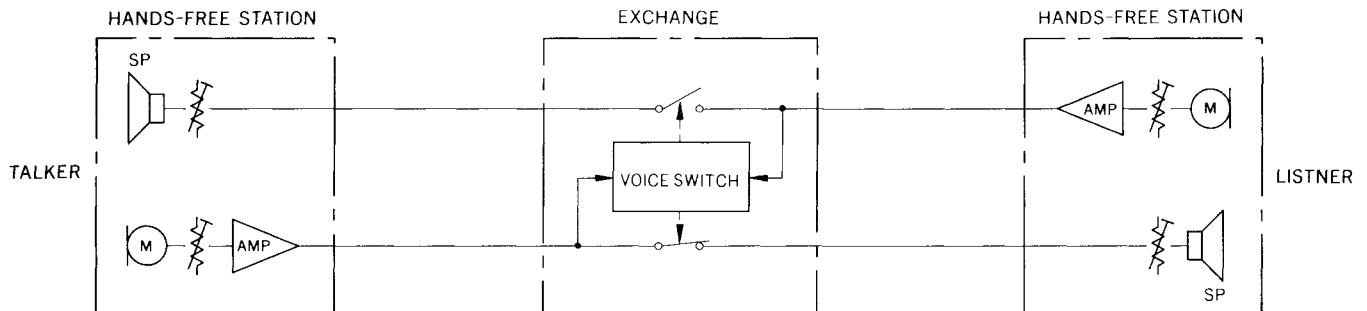 HANDS-FREE STATION
EXCHANGE
HANDS-FREE STATION
SP
AMP
M
TALKER
VOICE SWITCH
LISTNER
M
AMP
SP